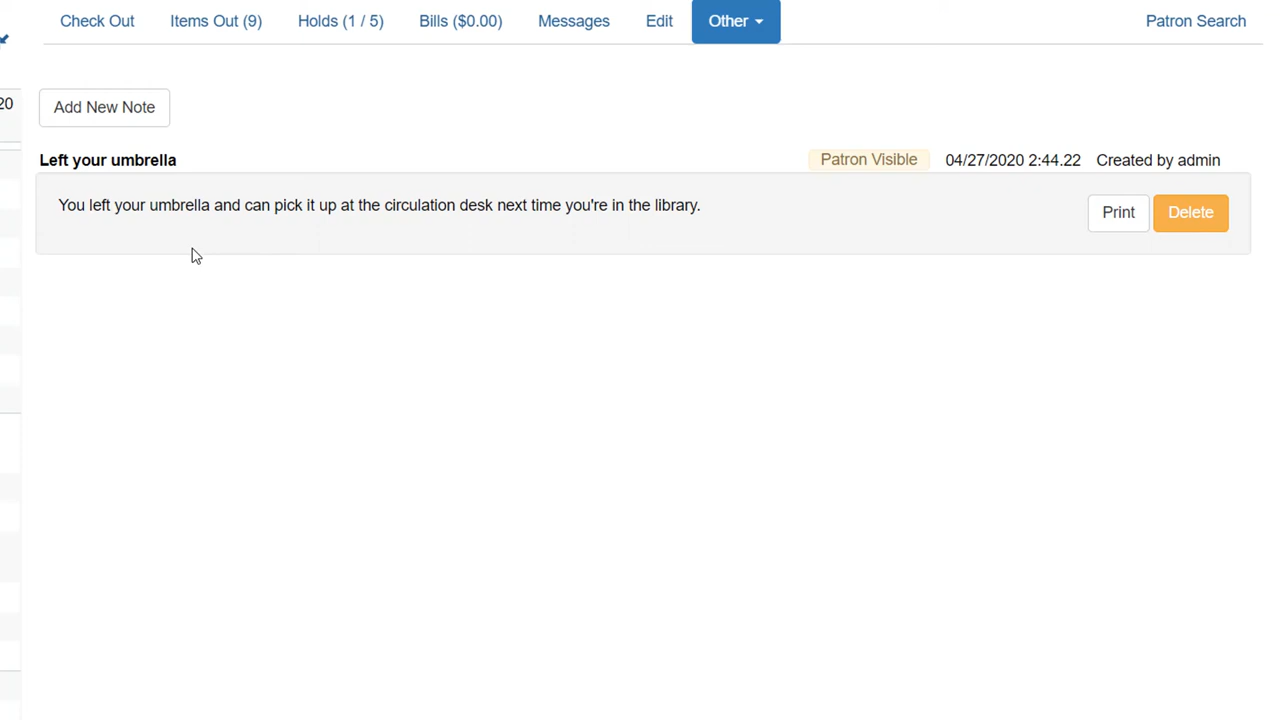 Check Out Items Out (9) Holds (1 / 5) Bills ($0.00) Messages Edit Other Patron Search
20
Add New Note
Left your umbrella Patron Visible 04/27/2020 2:44.22 Created by admin
You left your umbrella and can pick it up at the circulation desk next time you're in the library.
Print Delete